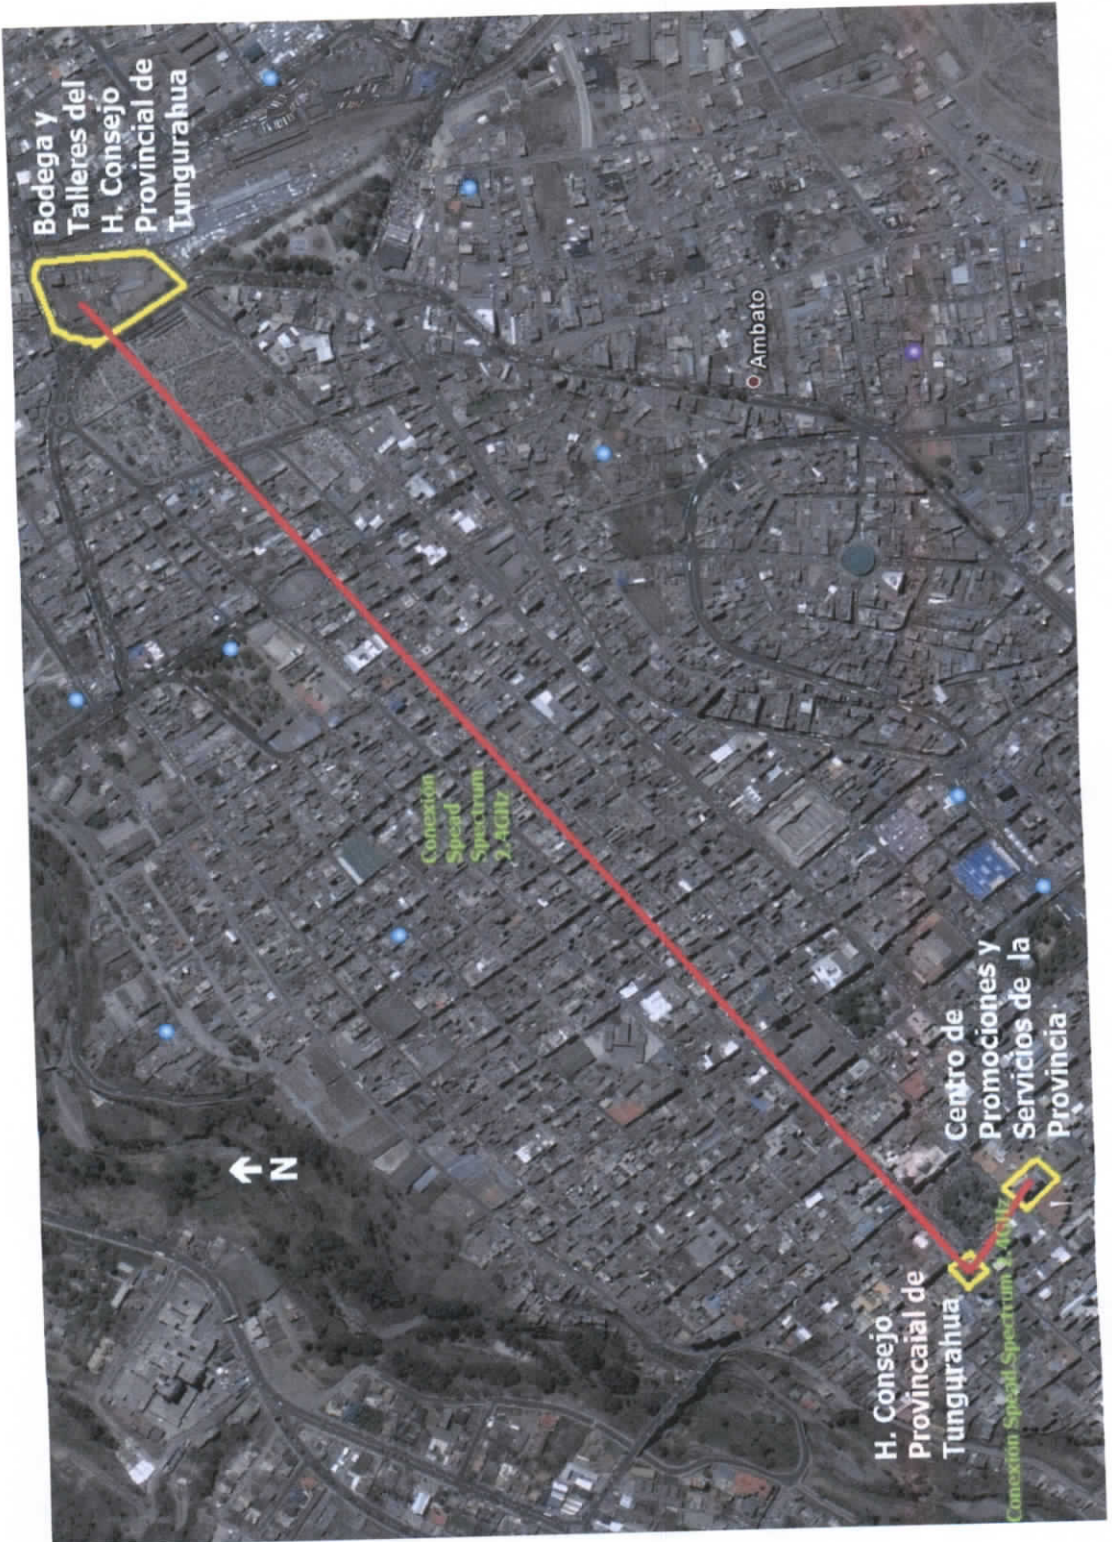 Bodega y
Talleres del
H. Consejo
Provincial de
Tungurahua
N
Conexion
Spead
Spectrum
2.4Ghz
Ambato
H. Consejo
Provincaial de
Tungurahua
Centro de
Promociones y
Servicios de la
Provincia
Conexión Spead Spectrum 2.4Ghz